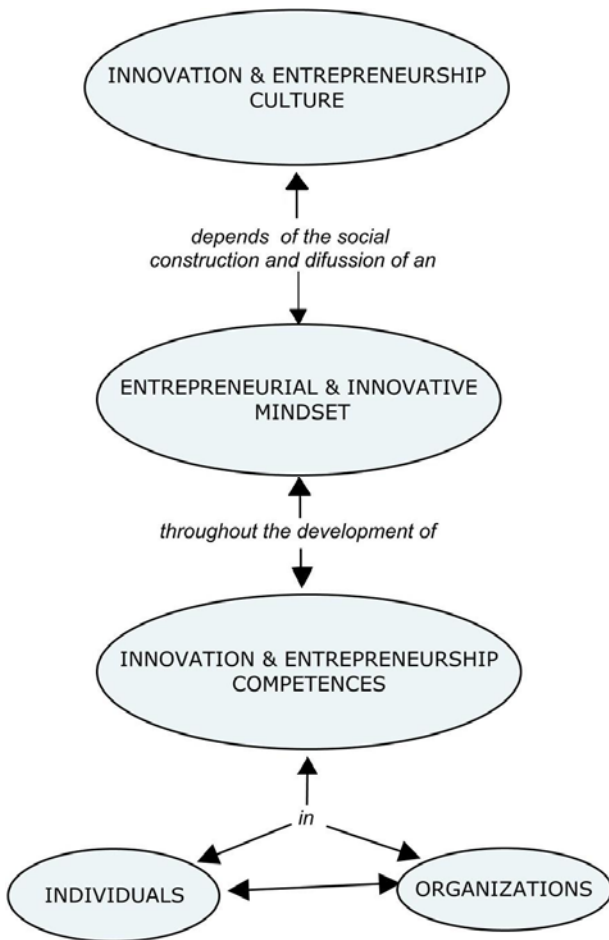 INNOVATION & ENTREPRENEURSHIP
CULTURE
depends of the social
construction and difussion of an
ENTREPRENEURIAL & INNOVATIVE
MINDSET
throughout the development of
INNOVATION & ENTREPRENEURSHIP
COMPETENCES
in
INDIVIDUALS
ORGANIZATIONS